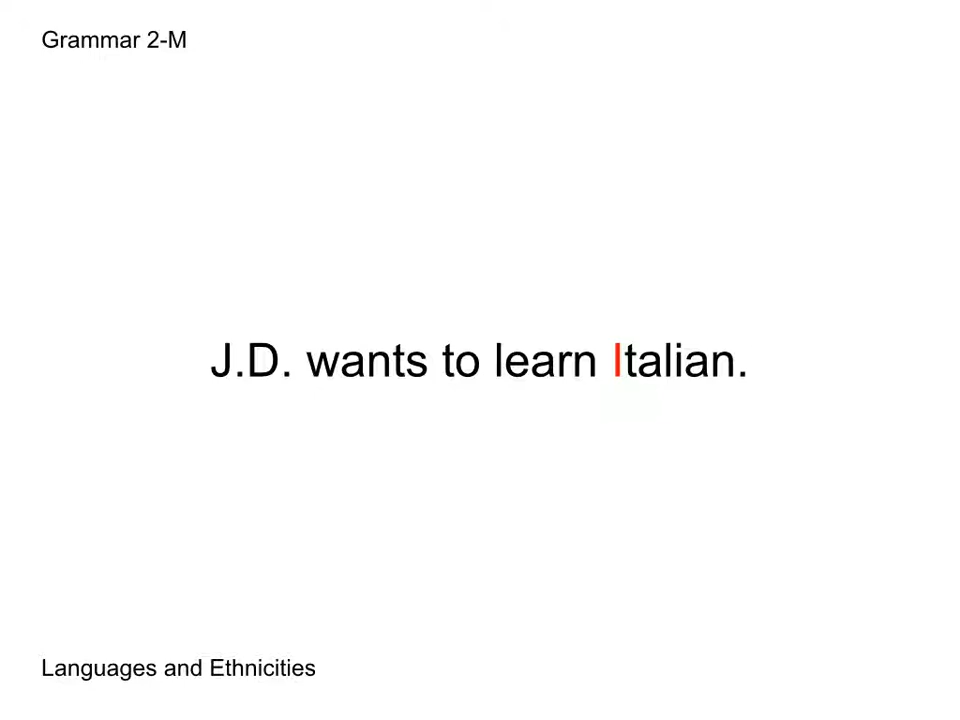 Grammar 2-M
J.D. wants to learn Italian.
Languages and Ethnicities